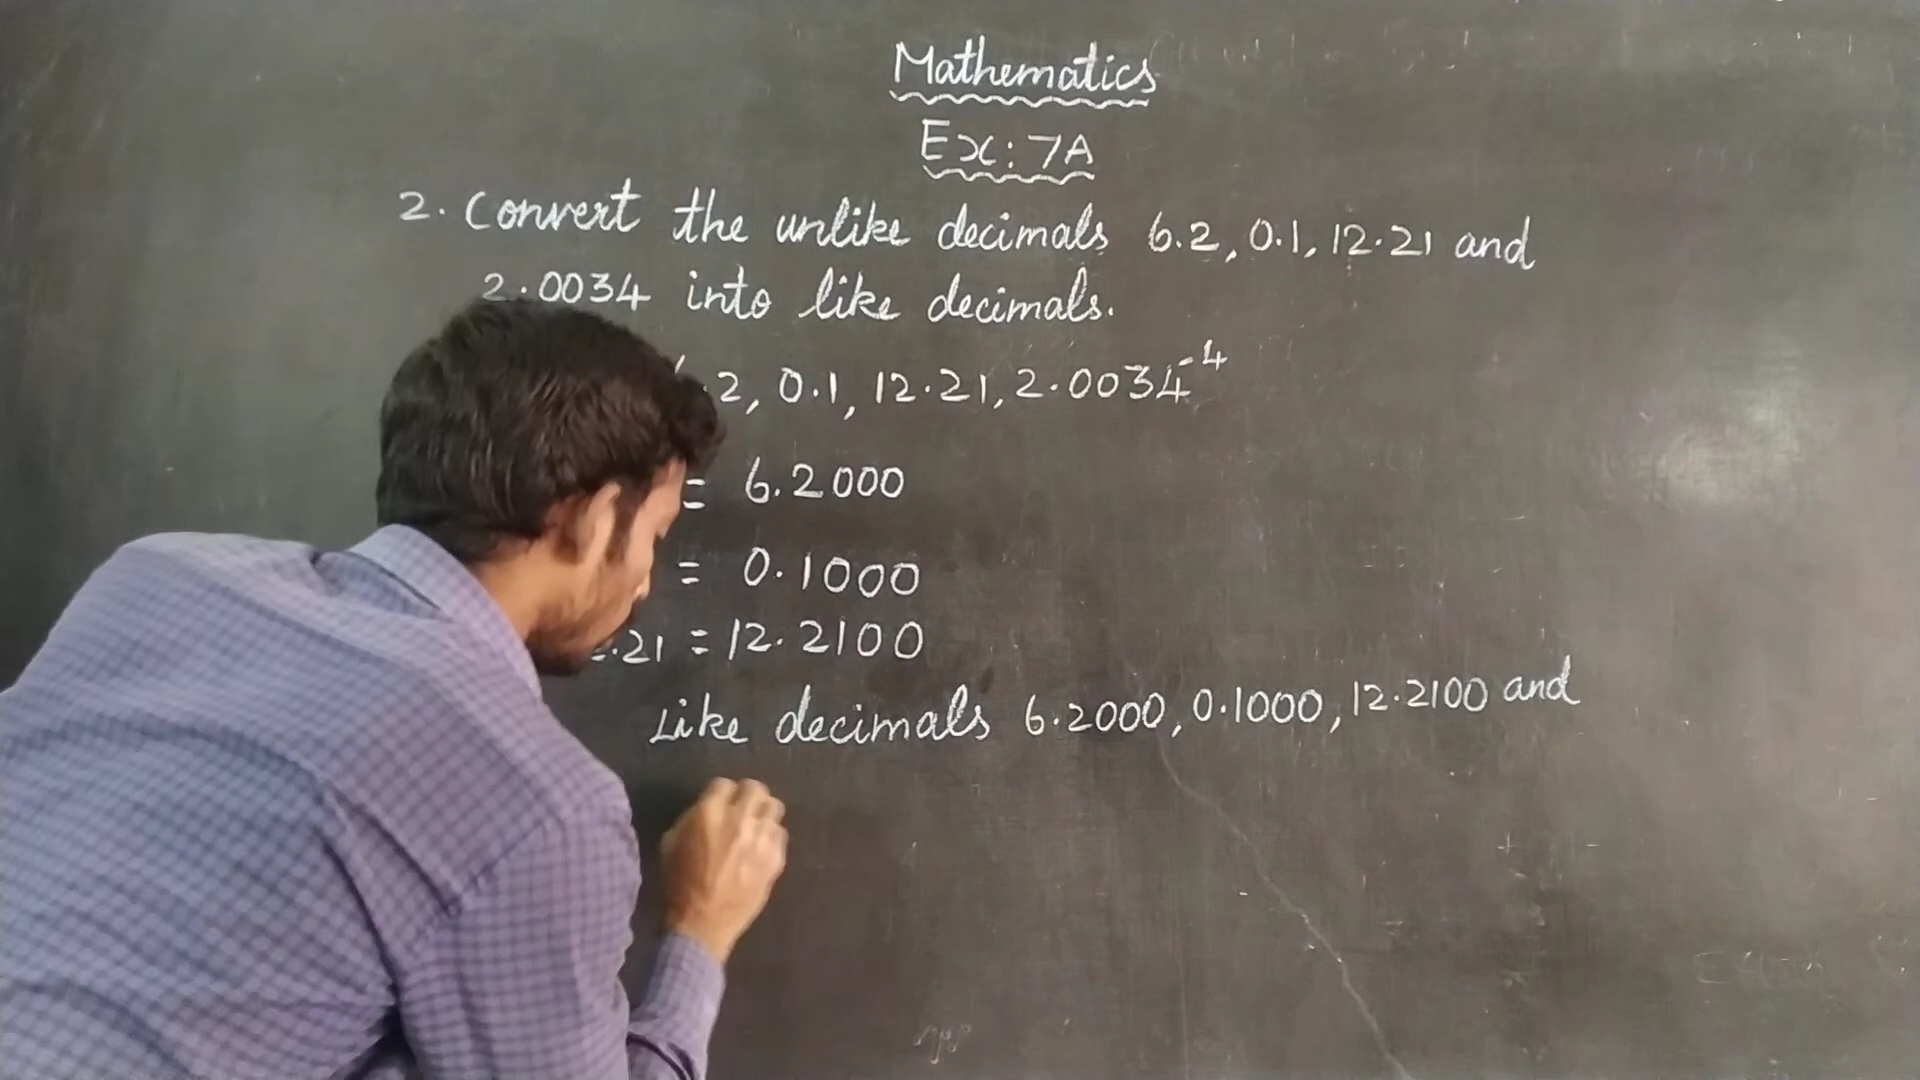 Mathematics
Ex: 7A
2. Convert the unlike decimals 6.2, 0.1, 12.21 and
2.0034 into like decimals.
.2, 0.1, 12.21, 2.0034 -4
= 6.2000
= 0.1000
.21 = 12.2100
Like decimals 6.2000, 0.1000, 12.2100 and